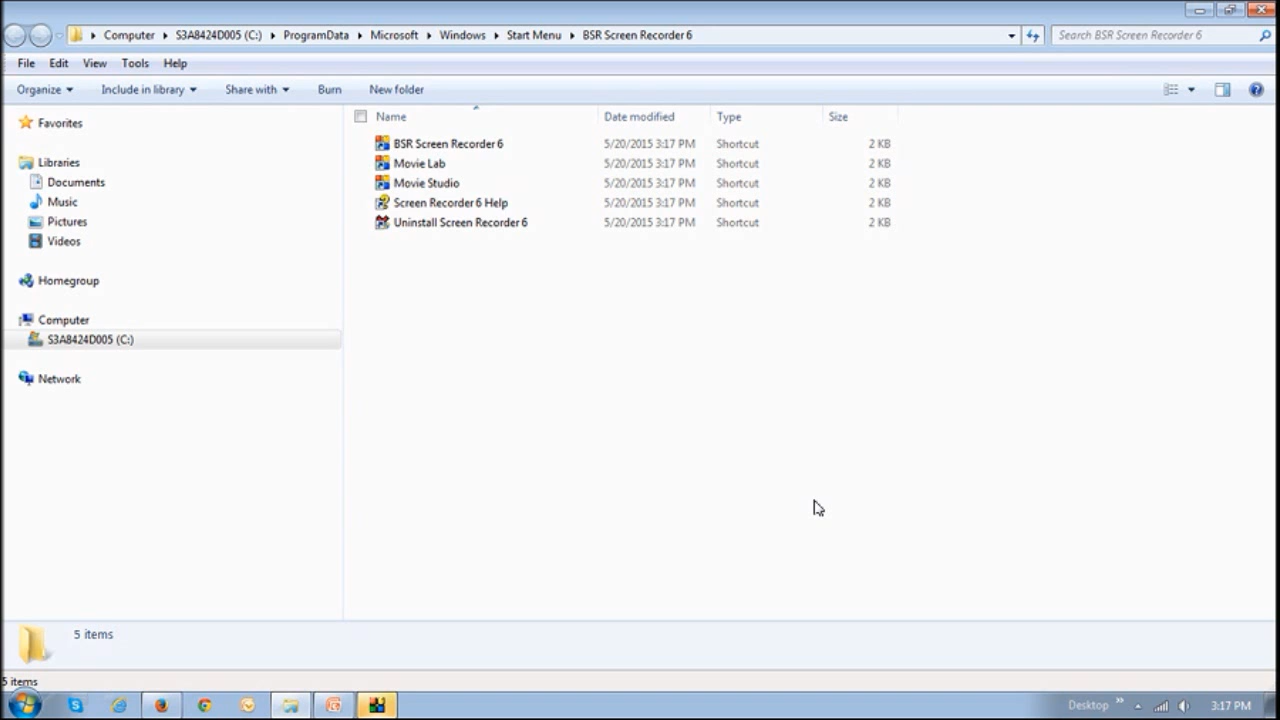 Computer S3A8424D005 (C:) ProgramData Microsoft Windows Start Menu BSR Screen Recorder 6 Search BSR Screen Recorder 6
File Edit View Tools Help
Organize Include in library Share with Burn New folder
Name Date modified Type Size
Favorites
Libraries
Documents
Music
Pictures
Videos
Homegroup
Computer
S3A8424D005 (C:)
Network
BSR Screen Recorder 6 5/20/2015 3:17 PM Shortcut 2 KB
Movie Lab 5/20/2015 3:17 PM Shortcut 2 KB
Movie Studio 5/20/2015 3:17 PM Shortcut 2 KB
Screen Recorder 6 Help 5/20/2015 3:17 PM Shortcut 2 KB
Uninstall Screen Recorder 6 5/20/2015 3:17 PM Shortcut 2 KB
5 items
5 items
Desktop 3:17 PM